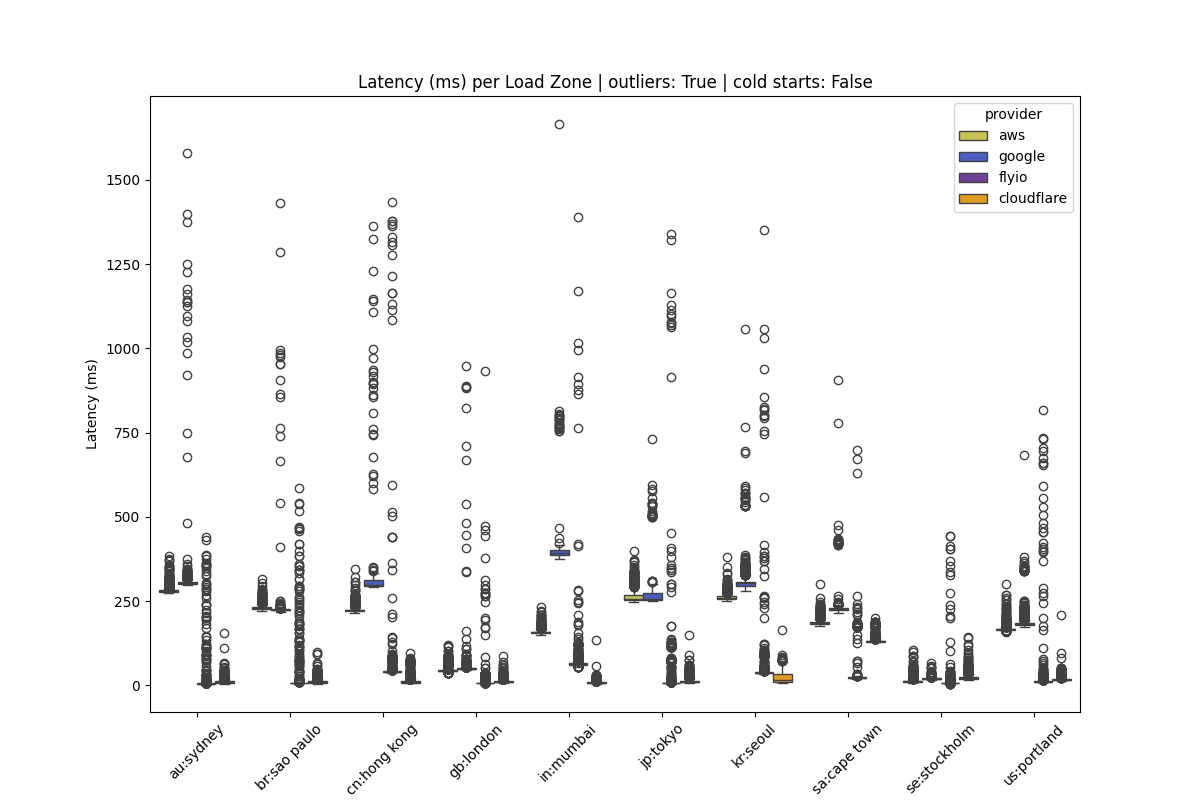 Latency (ms) per Load Zone | outliers: True | cold starts: False
provider
aws
google
flyio
cloudflare
Latency (ms)
1500
1250
1000
750
500
250
0
au:sydney
br:sao paulo
cn:hong kong
gb:london
in:mumbai
jp:tokyo
kr:seoul
sa:cape town
se:stockholm
us:portland